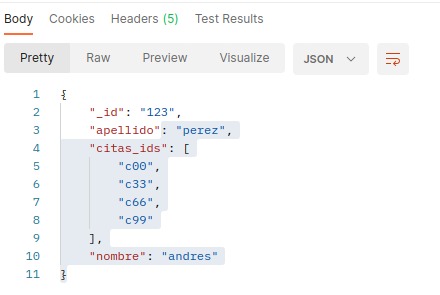 Body Cookies Headers (5) Test Results
Pretty Raw Preview Visualize JSON
1 {
2 "_id": "123",
3 "apellido": "perez",
4 "citas_ids": [
5 "c00",
6 "c33",
7 "c66",
8 "c99"
9 ],
10 "nombre": "andres"
11 }